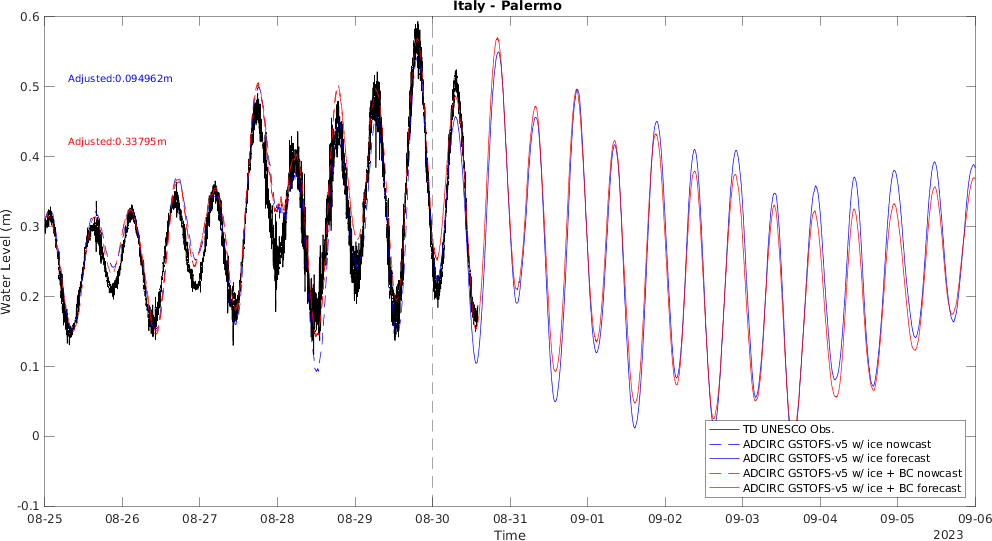 Italy - Palermo
0.6
0.5
0.4
0.3
0.2
0.1
0
-0.1
Water Level (m)
Adjusted:0.094962m
Adjusted:0.33795m
TD UNESCO Obs.
ADCIRC GSTOFS-v5 w/ ice nowcast
ADCIRC GSTOFS-v5 w/ ice forecast
ADCIRC GSTOFS-v5 w/ ice + BC nowcast
ADCIRC GSTOFS-v5 w/ ice + BC forecast
08-25 08-26 08-27 08-28 08-29 08-30 08-31 09-01 09-02 09-03 09-04 09-05 09-06
Time
2023